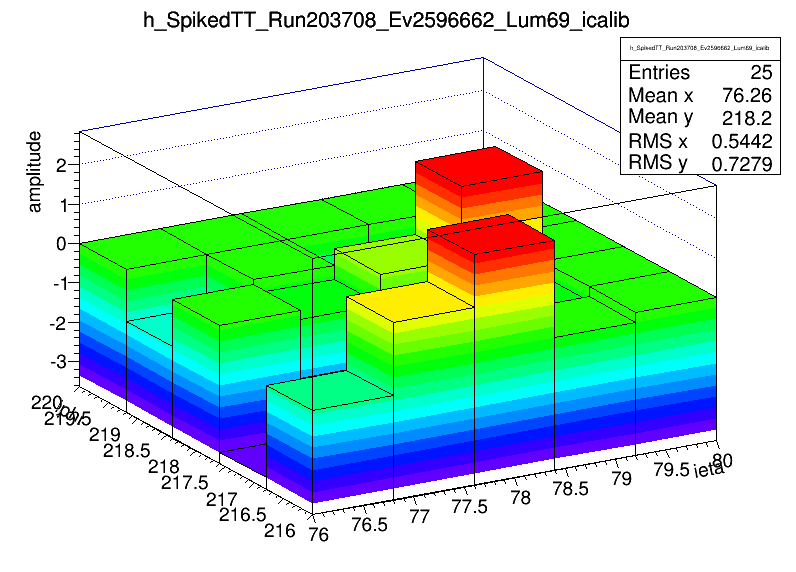 h_SpikedTT_Run203708_Ev2596662_Lum69_icalib
h_SpikedTT_Run203708_Ev2596662_Lum69_icalib
Entries 25
Mean x 76.26
Mean y 218.2
RMS x 0.5442
RMS y 0.7279
amplitude
2
1
0
-1
-2
-3
220
219.5
219
218.5
218
217.5
217
216.5
216
76
76.5
77
77.5
78
78.5
79
79.5
80
ieta